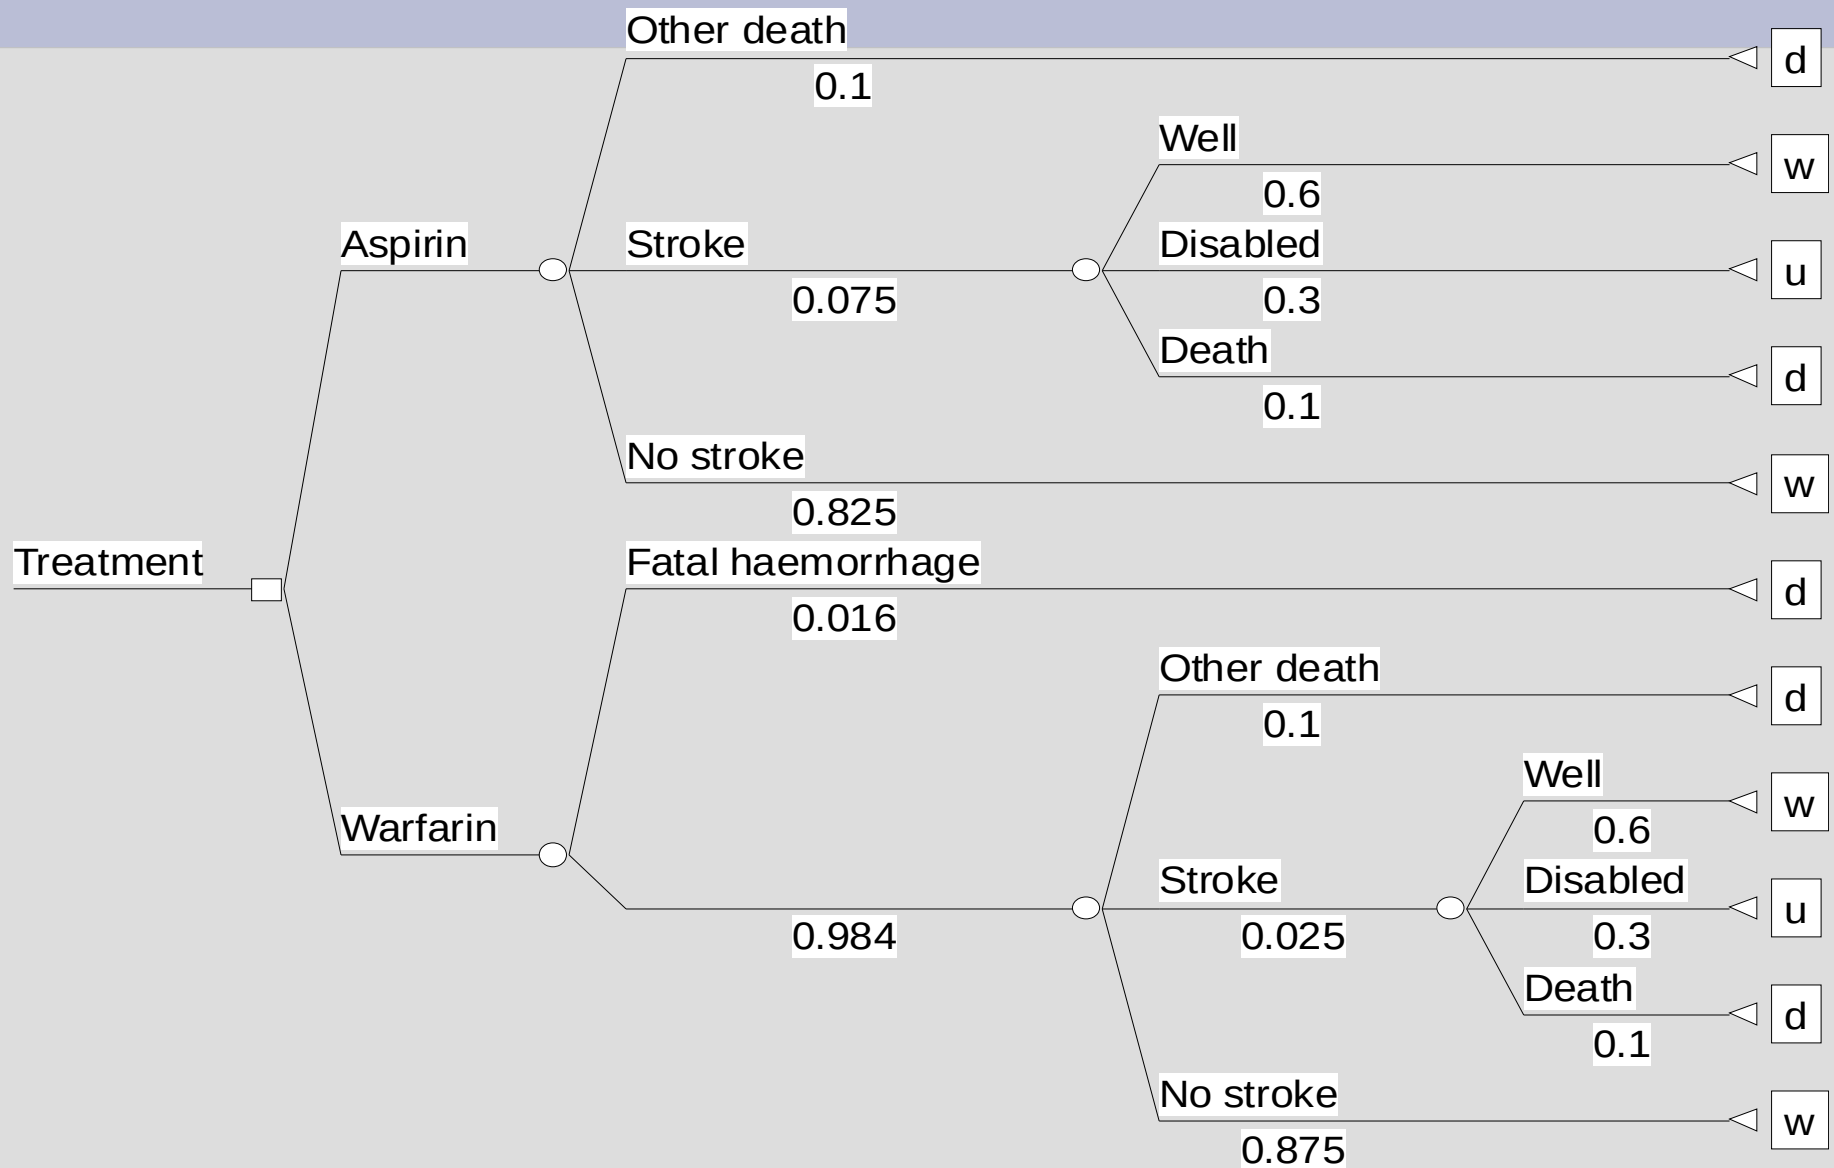 Other death
0.1
d
Well
0.6
w
Aspirin
Stroke
0.075
Disabled
0.3
u
Death
0.1
d
No stroke
0.825
w
Treatment
Fatal haemorrhage
0.016
d
Other death
0.1
d
Well
0.6
w
Warfarin
0.984
Stroke
0.025
Disabled
0.3
u
Death
0.1
d
No stroke
0.875
w